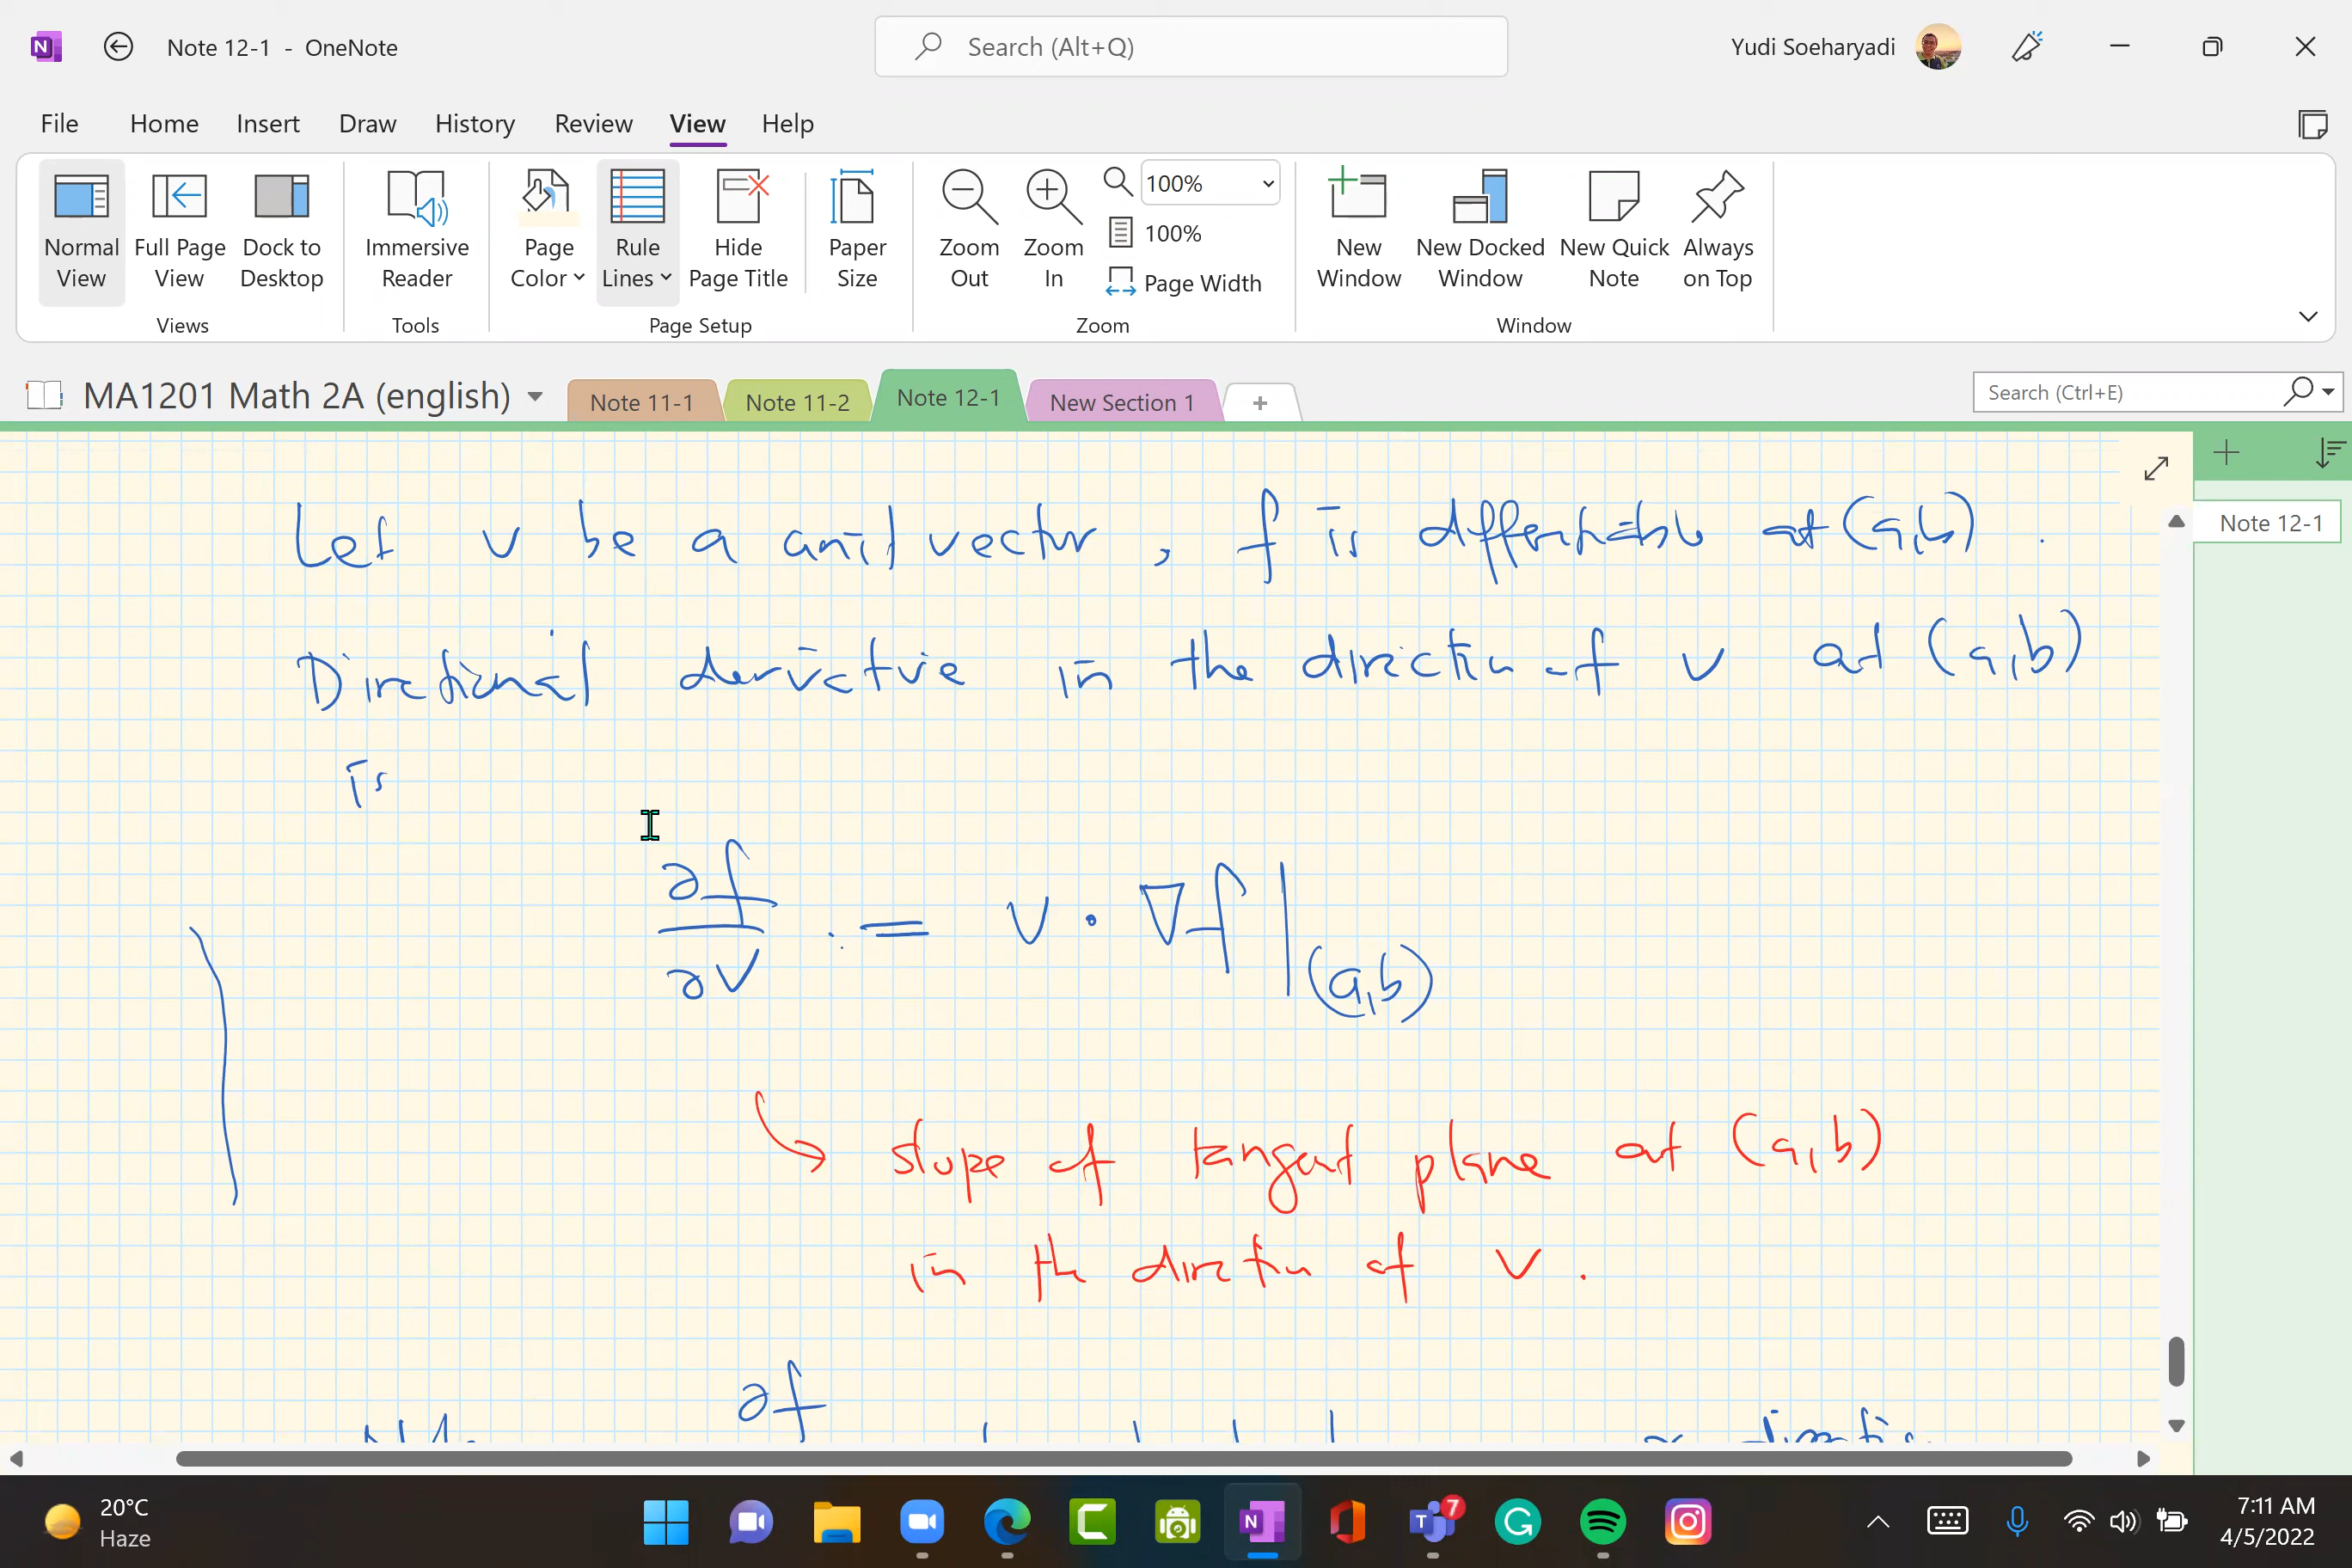 Note 12-1 - OneNote
Search (Alt+Q)
Yudi Soeharyadi
File Home Insert Draw History Review View Help
Normal View
Full Page View
Dock to Desktop
Immersive Reader
Page Color
Rule Lines
Hide Page Title
Paper Size
Zoom Out
Zoom In
100%
100%
Page Width
New Window
New Docked Window
New Quick Note
Always on Top
Views
Tools
Page Setup
Zoom
Window
MA1201 Math 2A (english)
Note 11-1
Note 11-2
Note 12-1
New Section 1
Search (Ctrl+E)
Note 12-1
Let v be a unit vector, f is differentiable at (a,b).
Directional derivative in the direction of v at (a,b)
is
∂f/∂v := v · ∇f |(a,b)
slope of tangent plane at (a,b)
in the direction of v.
∂f
20°C
Haze
7
7:11 AM
4/5/2022